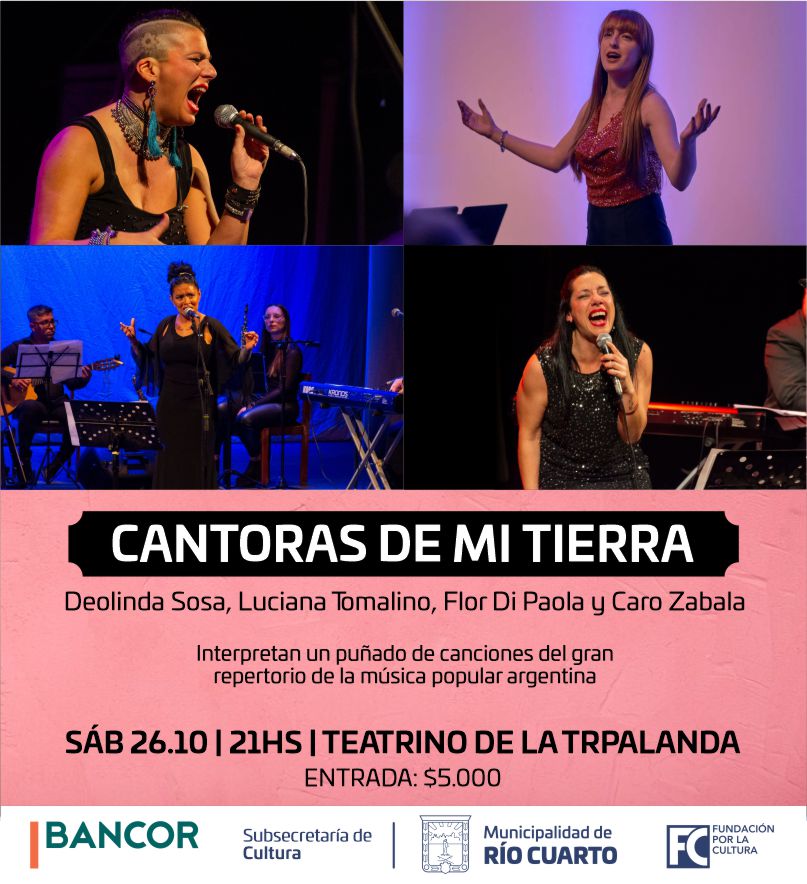 KRONOS
CANTORAS DE MI TIERRA
Deolinda Sosa, Luciana Tomalino, Flor Di Paola y Caro Zabala
Interpretan un puñado de canciones del gran
repertorio de la música popular argentina
SÁB 26.10 | 21HS | TEATRINO DE LA TRPALANDA
ENTRADA: $5.000
BANCOR
Subsecretaría de
Cultura
Municipalidad de
RÍO CUARTO
FC
FUNDACIÓN
POR LA
CULTURA